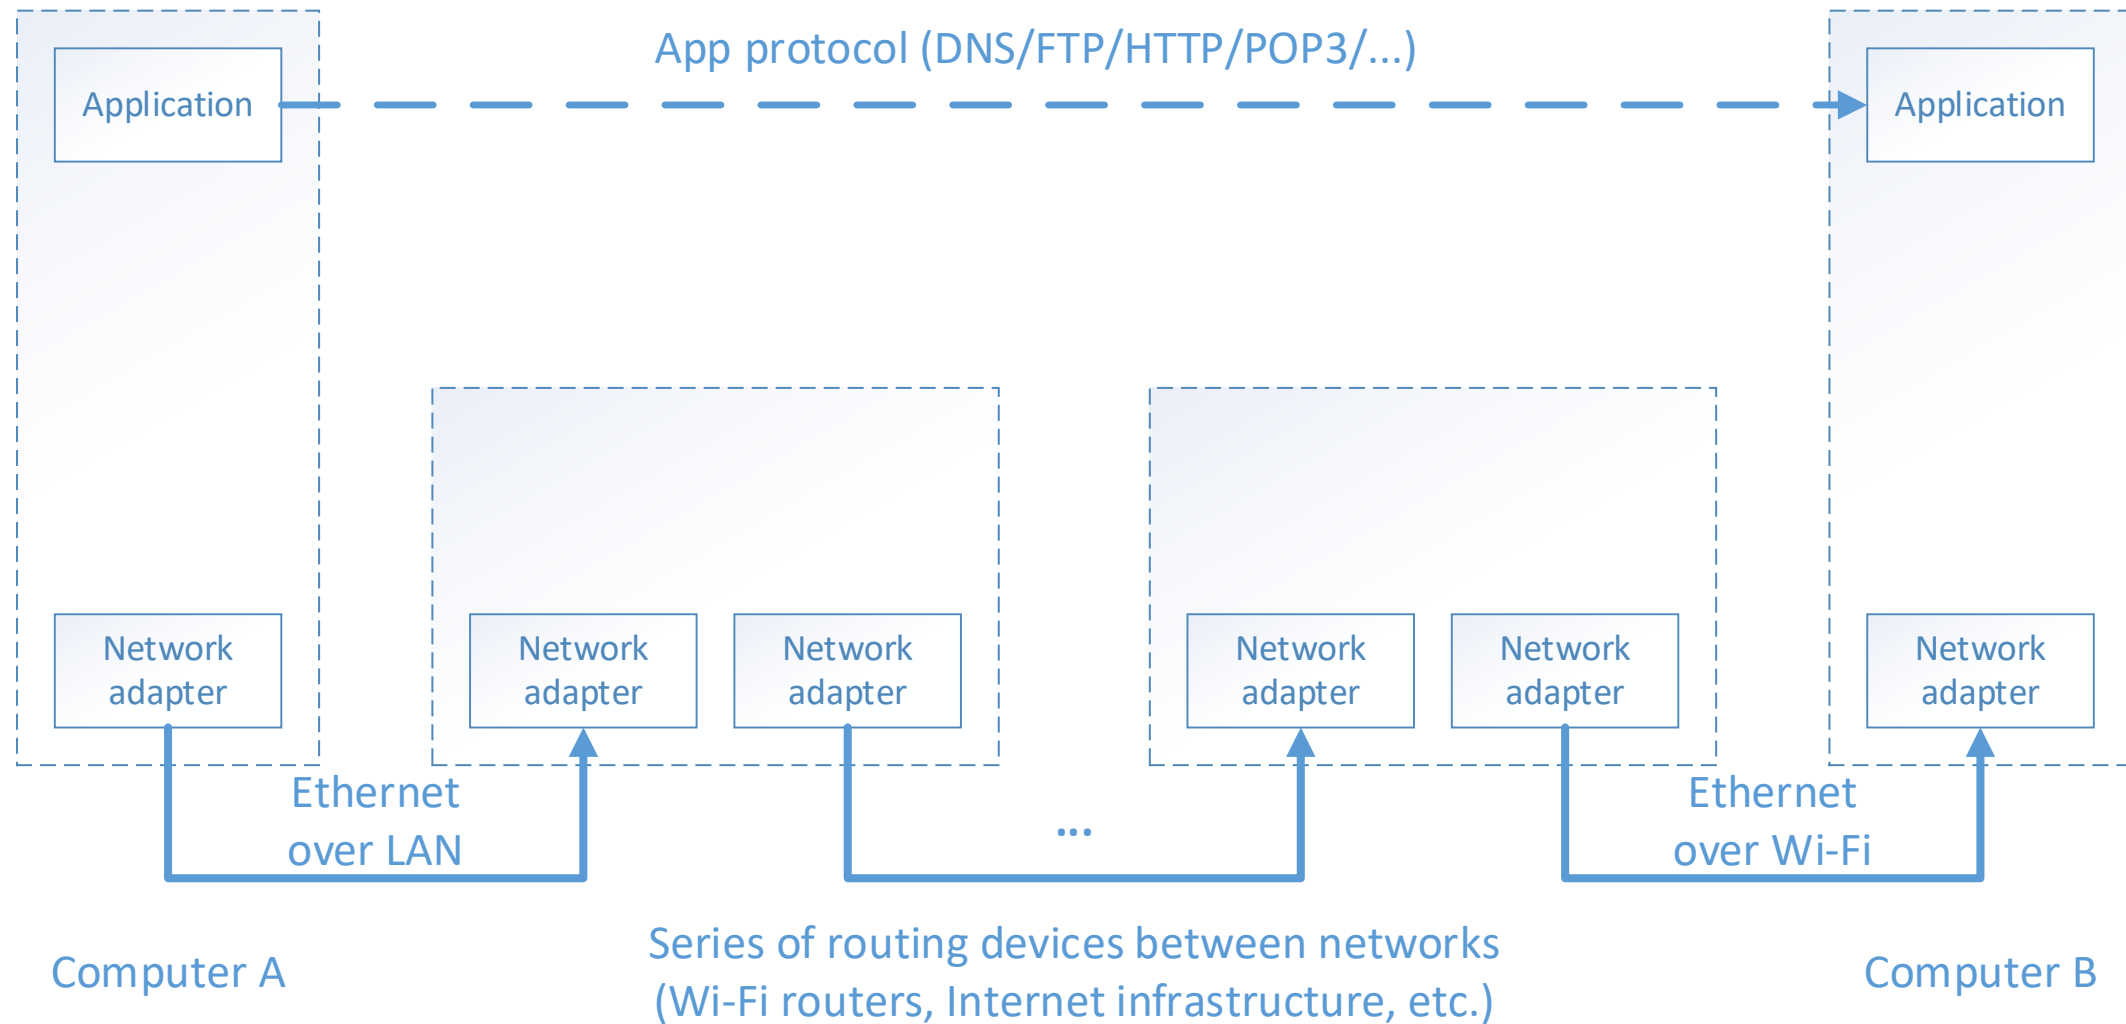 App protocol (DNS/FTP/HTTP/POP3/...)
Application
Application
Network
adapter
Network
adapter
Network
adapter
Network
adapter
Network
adapter
Network
adapter
Ethernet
over LAN
...
Ethernet
over Wi-Fi
Computer A
Series of routing devices between networks
(Wi-Fi routers, Internet infrastructure, etc.)
Computer B